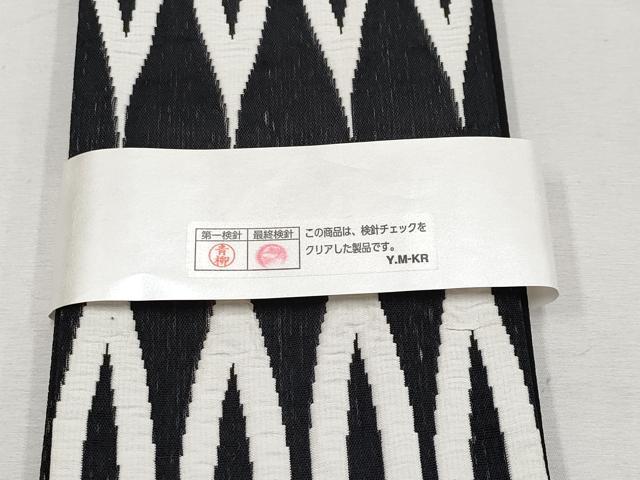 第一検針 最終検針
青柳
この商品は、検針チェックを
クリアした製品です。
Y.M-KR